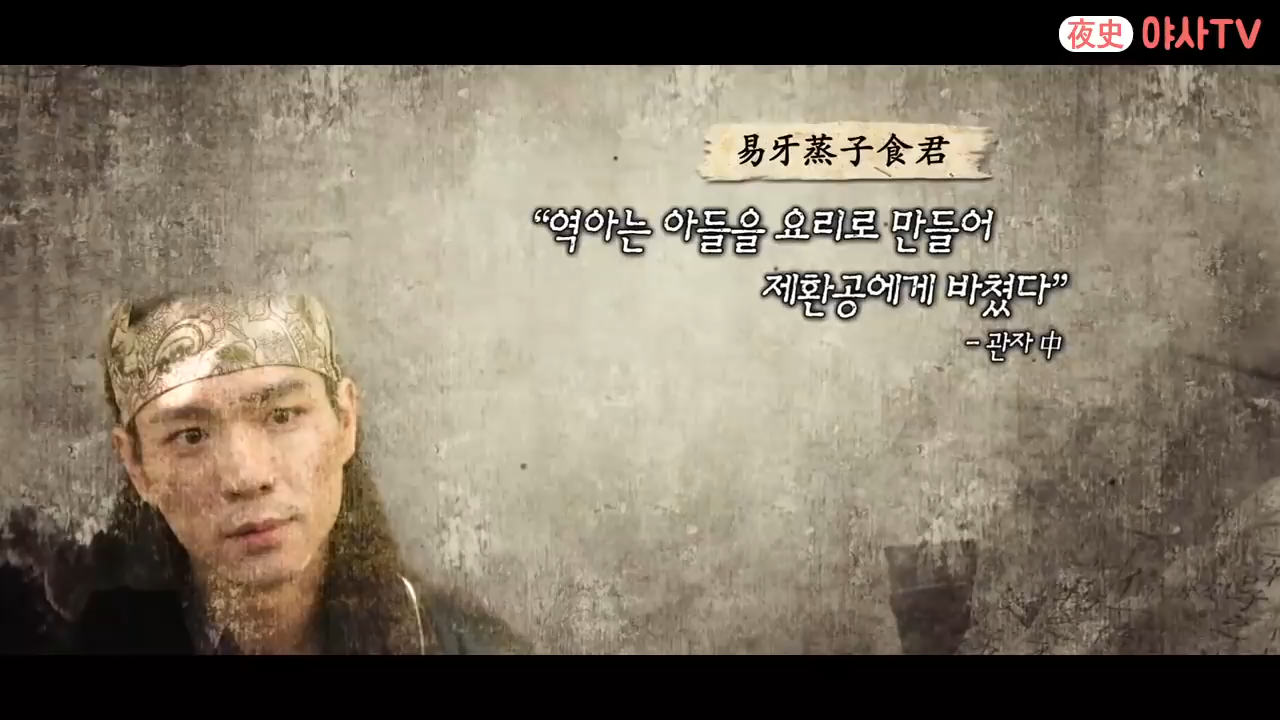 夜史 야사TV
易牙蒸子食君
“역아는 아들을 요리로 만들어
제환공에게 바쳤다”
- 관자 中